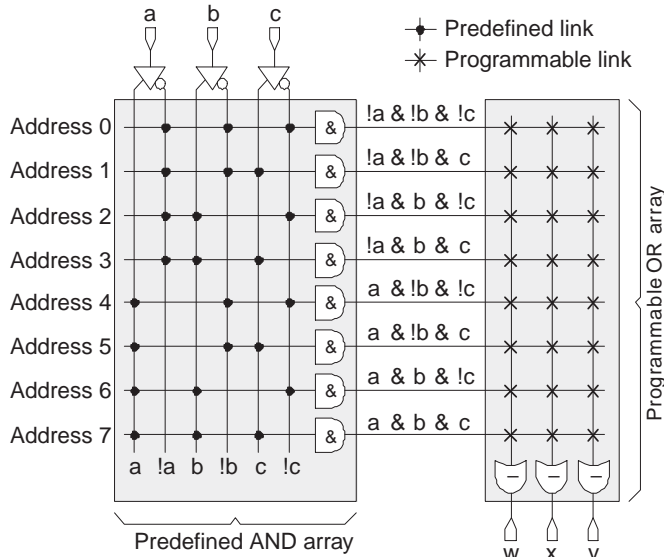 a b c
Predefined link
Programmable link
Address 0 & !a & !b & !c
Address 1 & !a & !b & c
Address 2 & !a & b & !c
Address 3 & !a & b & c
Address 4 & a & !b & !c
Address 5 & a & !b & c
Address 6 & a & b & !c
Address 7 & a & b & c
a !a b !b c !c
Predefined AND array
Programmable OR array
w x y